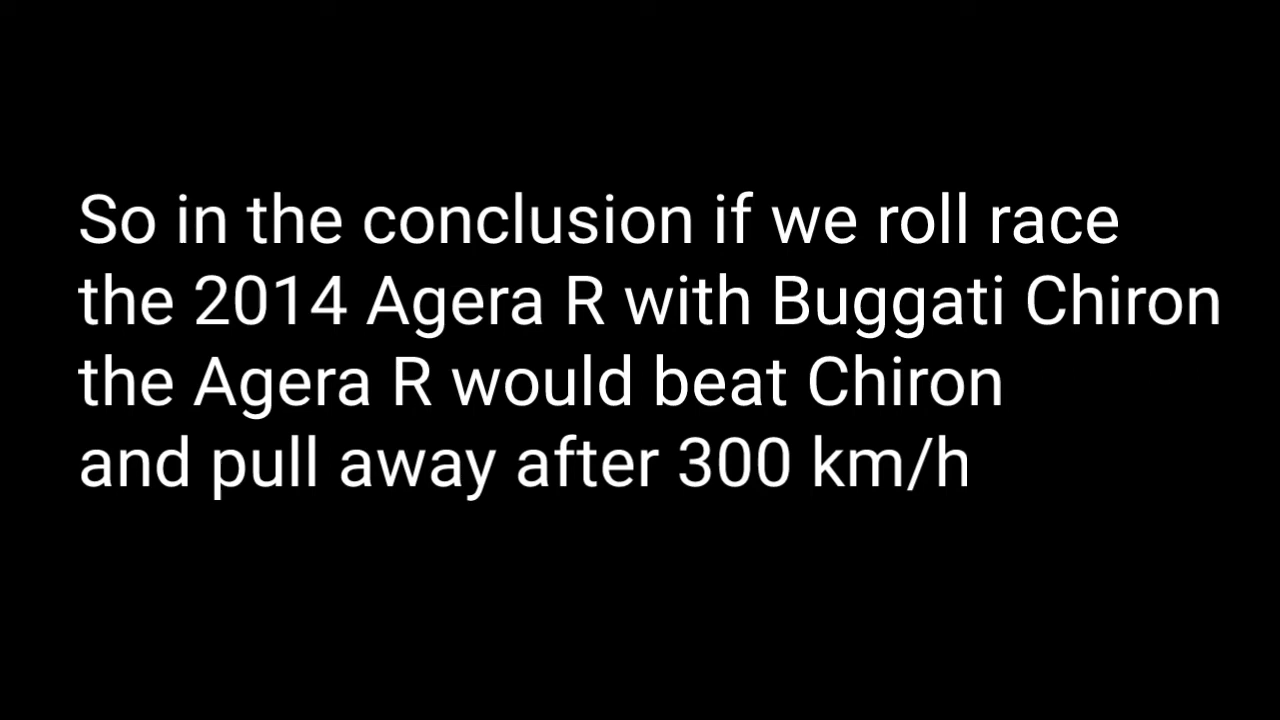 So in the conclusion if we roll race
the 2014 Agera R with Buggati Chiron
the Agera R would beat Chiron
and pull away after 300 km/h